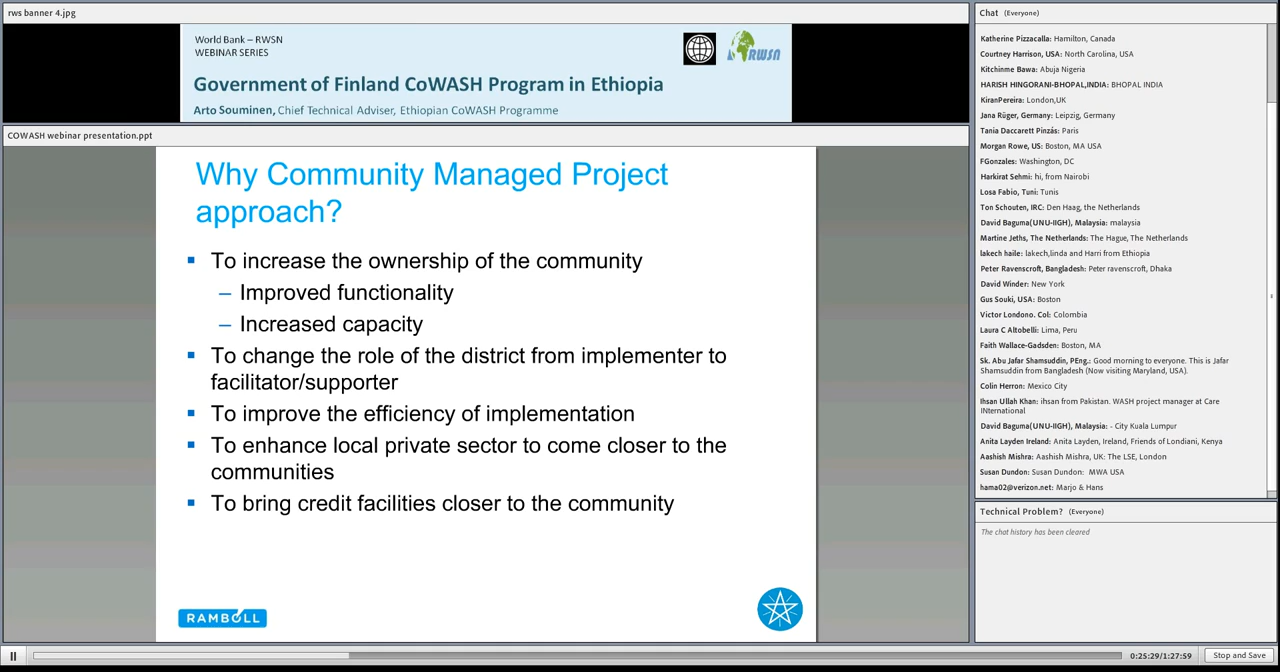 rws banner 4.jpg
World Bank – RWSN
WEBINAR SERIES
RWSN
Government of Finland CoWASH Program in Ethiopia
Arto Souminen, Chief Technical Adviser, Ethiopian CoWASH Programme
COWASH webinar presentation.ppt
Why Community Managed Project
approach?
To increase the ownership of the community
– Improved functionality
– Increased capacity
To change the role of the district from implementer to
facilitator/supporter
To improve the efficiency of implementation
To enhance local private sector to come closer to the
communities
To bring credit facilities closer to the community
RAMBOLL
Chat (Everyone)
Katherine Pizzacalla: Hamilton, Canada
Courtney Harrison, USA: North Carolina, USA
Kitchinme Bawa: Abuja Nigeria
HARISH HINGORANI-BHOPAL,INDIA: BHOPAL INDIA
KiranPereira: London,UK
Jana Rüger, Germany: Leipzig, Germany
Tania Daccarett Pinzás: Paris
Morgan Rowe, US: Boston, MA USA
FGonzales: Washington, DC
Harkirat Sehmi: hi, from Nairobi
Losa Fabio, Tuni: Tunis
Ton Schouten, IRC: Den Haag, the Netherlands
David Baguma(UNU-IIGH), Malaysia: malaysia
Martine Jeths, The Netherlands: The Hague, The Netherlands
lakech haile: lakech,linda and Harri from Ethiopia
Peter Ravenscroft, Bangladesh: Peter ravenscroft, Dhaka
David Winder: New York
Gus Souki, USA: Boston
Victor Londono. Col: Colombia
Laura C Altobelli: Lima, Peru
Faith Wallace-Gadsden: Boston, MA
Sk. Abu Jafar Shamsuddin, PEng.: Good morning to everyone. This is Jafar
Shamsuddin from Bangladesh (Now visiting Maryland, USA).
Colin Herron: Mexico City
Ihsan Ullah Khan: ihsan from Pakistan. WASH project manager at Care
INternational
David Baguma(UNU-IIGH), Malaysia: - City Kuala Lumpur
Anita Layden Ireland: Anita Layden, Ireland, Friends of Londiani, Kenya
Aashish Mishra: Aashish Mishra, UK: The LSE, London
Susan Dundon: Susan Dundon: MWA USA
hama02@verizon.net: Marjo & Hans
Technical Problem? (Everyone)
The chat history has been cleared
0:25:29/1:27:59
Stop and Save